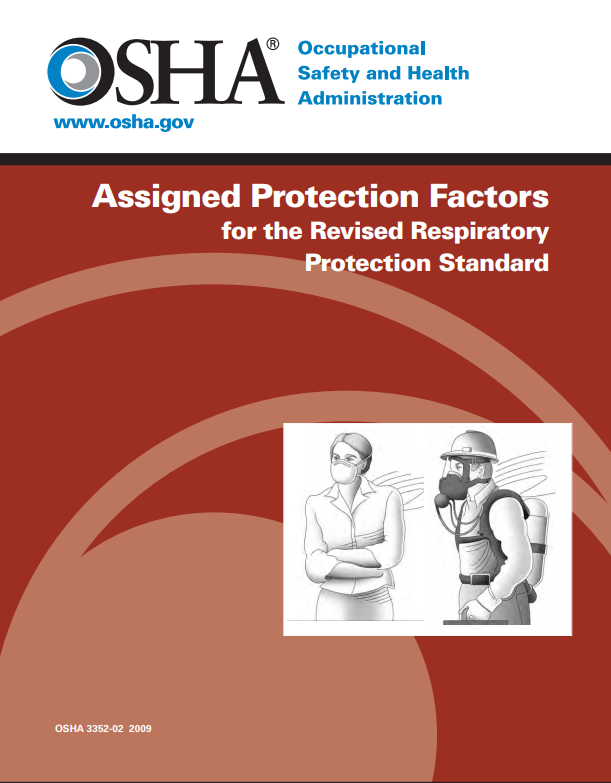 OSHA®
Occupational
Safety and Health
Administration
www.osha.gov
Assigned Protection Factors
for the Revised Respiratory
Protection Standard
OSHA 3352-02 2009